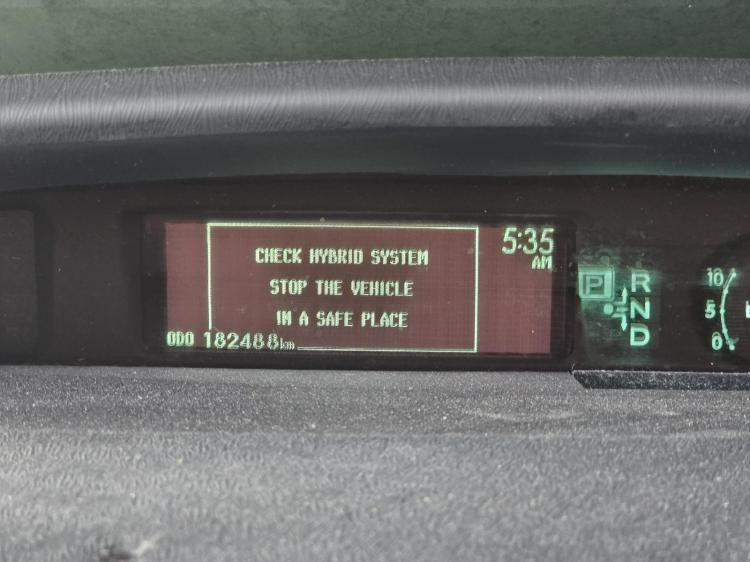 CHECK HYBRID SYSTEM
STOP THE VEHICLE
IN A SAFE PLACE
5:35
AM
ODO 182488km
P
R
N
D
10
5
0